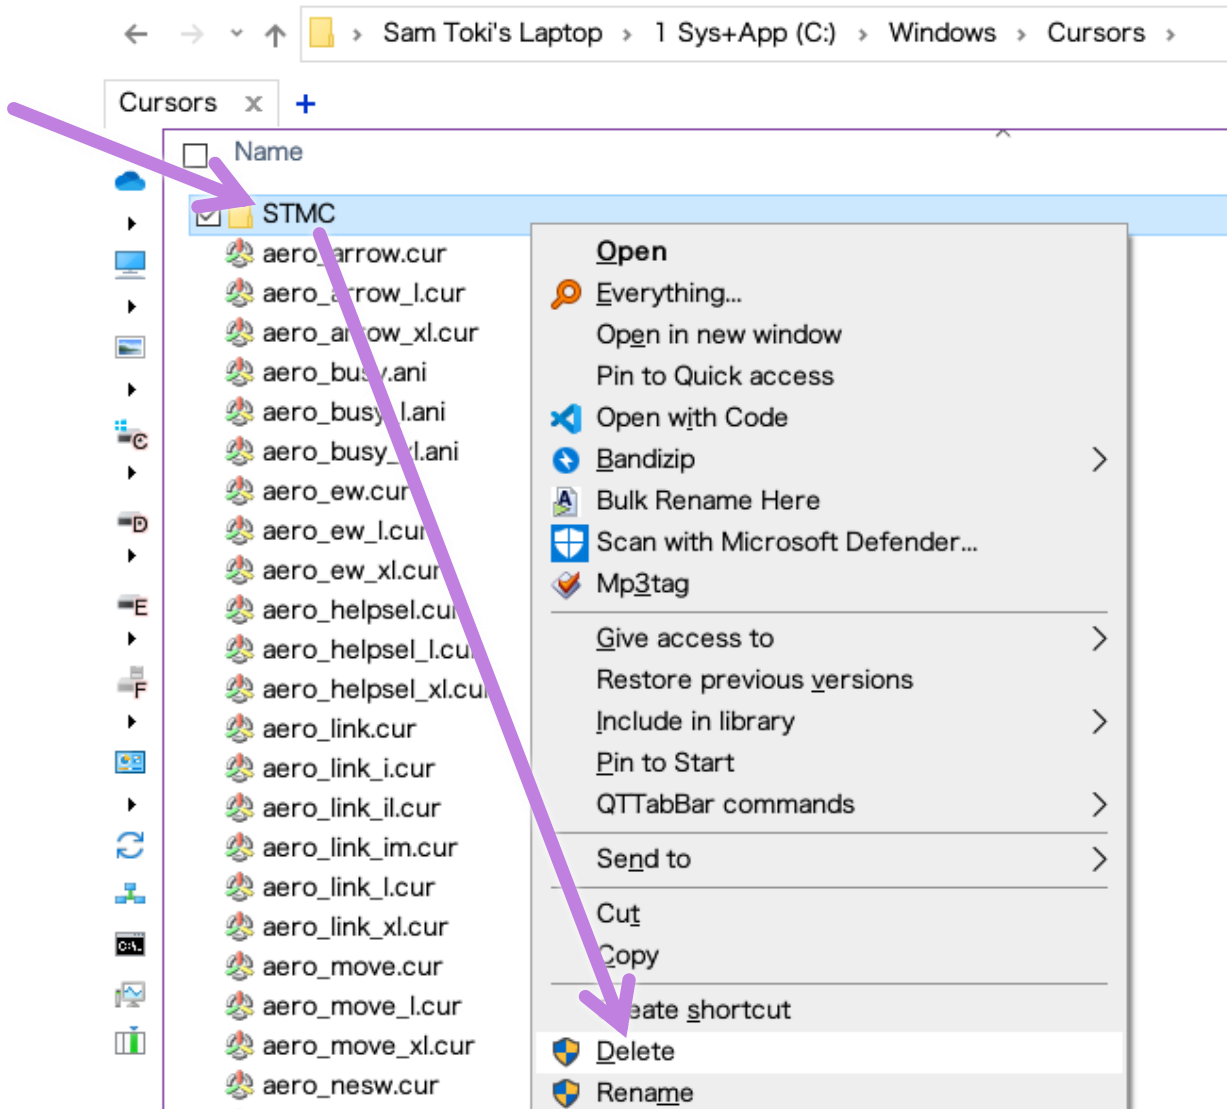 Sam Toki's Laptop › 1 Sys+App (C:) › Windows › Cursors ›
Cursors x +
Name
STMC
aero_arrow.cur
aero_arrow_l.cur
aero_arrow_xl.cur
aero_busy.ani
aero_busy_l.ani
aero_busy_xl.ani
aero_ew.cur
aero_ew_l.cur
aero_ew_xl.cur
aero_helpsel.cur
aero_helpsel_l.cur
aero_helpsel_xl.cur
aero_link.cur
aero_link_i.cur
aero_link_il.cur
aero_link_im.cur
aero_link_l.cur
aero_link_xl.cur
aero_move.cur
aero_move_l.cur
aero_move_xl.cur
aero_nesw.cur
C
D
E
F
C:\.
Open
Everything...
Open in new window
Pin to Quick access
Open with Code
Bandizip
Bulk Rename Here
Scan with Microsoft Defender...
Mp3tag
Give access to
Restore previous versions
Include in library
Pin to Start
QTTabBar commands
Send to
Cut
Copy
Create shortcut
Delete
Rename